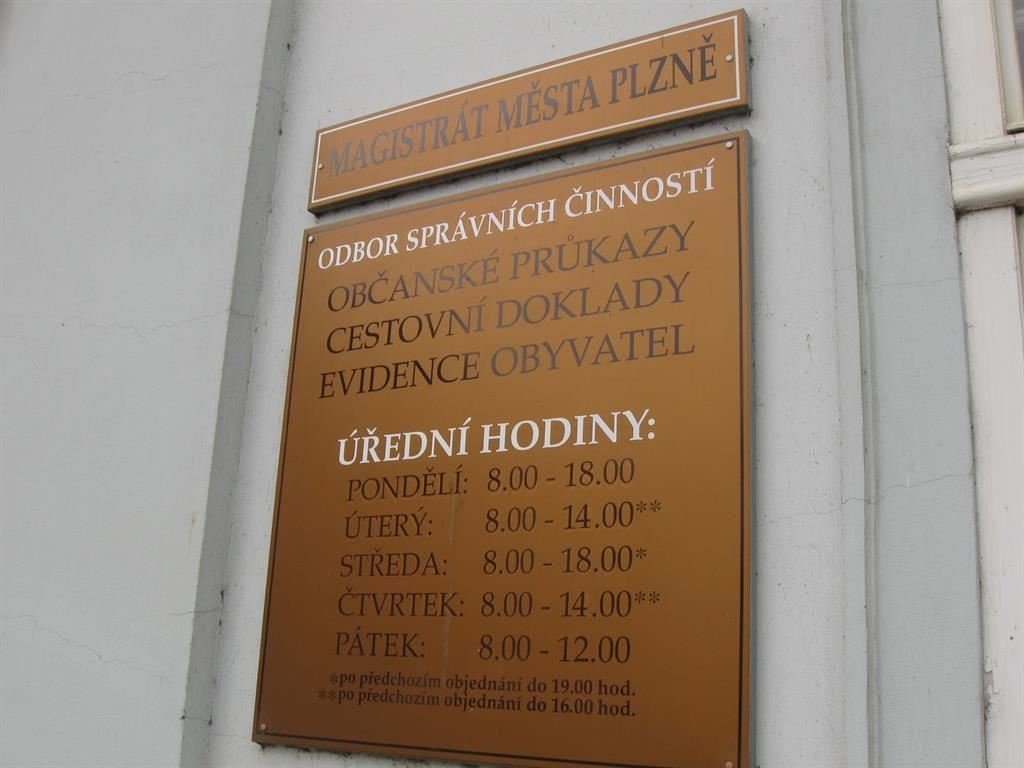 MAGISTRÁT MĚSTA PLZNĚ
ODBOR SPRÁVNÍCH ČINNOSTÍ
OBČANSKÉ PRŮKAZY
CESTOVNÍ DOKLADY
EVIDENCE OBYVATEL
ÚŘEDNÍ HODINY:
PONDĚLÍ: 8.00 - 18.00
ÚTERÝ: 8.00 - 14.00**
STŘEDA: 8.00 - 18.00*
ČTVRTEK: 8.00 - 14.00**
PÁTEK: 8.00 - 12.00
*po předchozím objednání do 19.00 hod.
**po předchozím objednání do 16.00 hod.